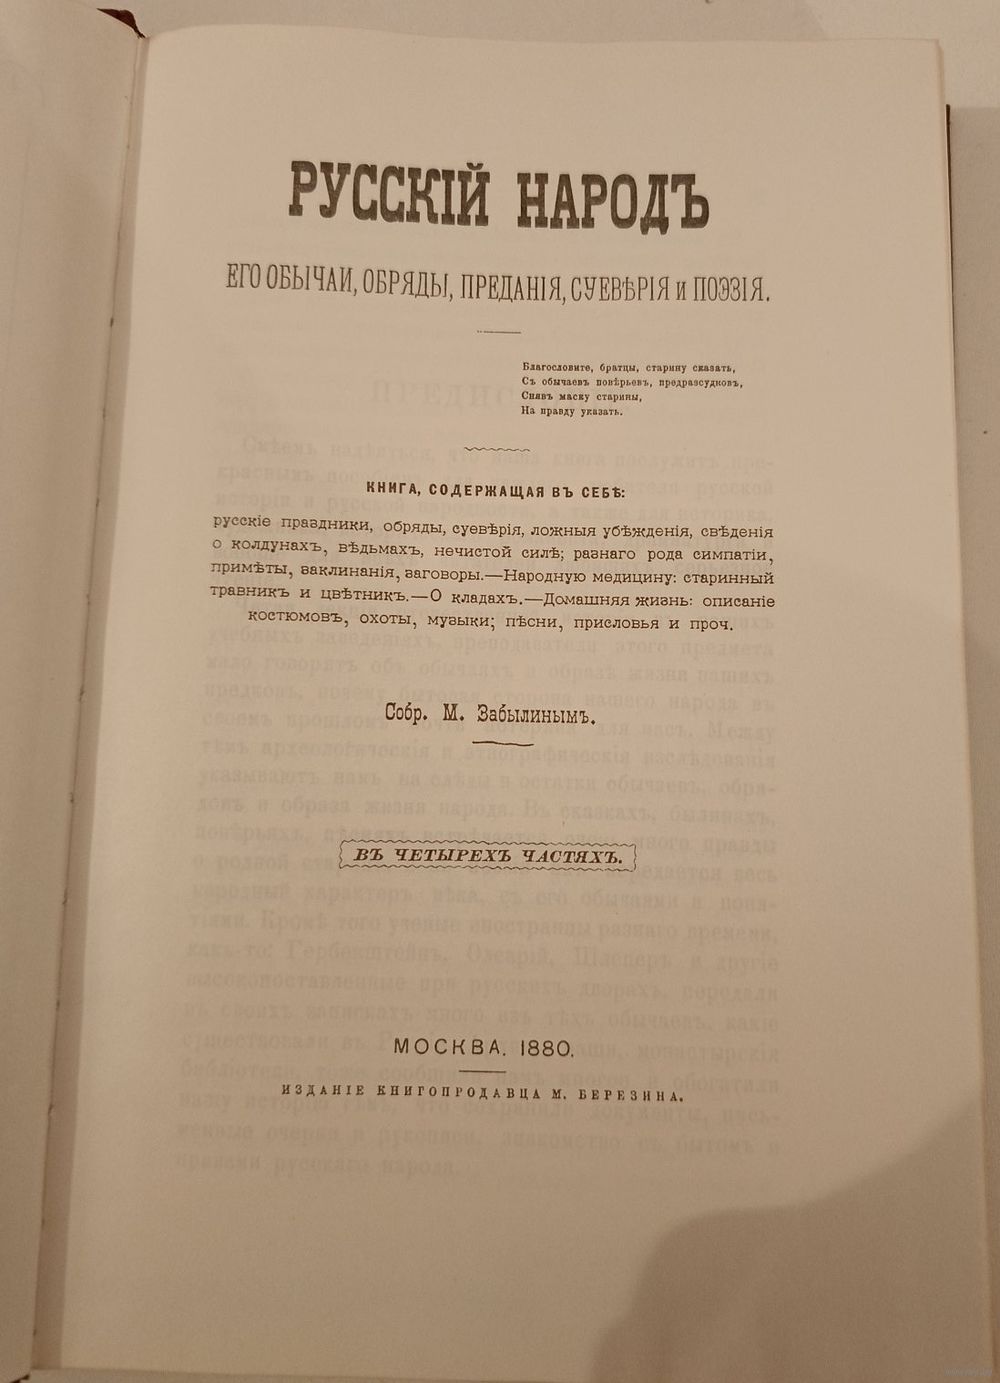 РУССКІЙ НАРОДЪ
ЕГО ОБЫЧАИ, ОБРЯДЫ, ПРЕДАНІЯ, СУЕВѢРІЯ и ПОЭЗІЯ.
Благословите, братцы, старину сказать,
Съ обычаевъ повѣрьевъ, предразсудковъ,
Снявъ маску старины,
На правду указать.
КНИГА, СОДЕРЖАЩАЯ ВЪ СЕБѢ:
русскіе праздники, обряды, суевѣрія, ложныя убѣжденія, свѣденія
о колдунахъ, вѣдьмахъ, нечистой силѣ; разнаго рода симпатіи,
примѣты, заклинанія, заговоры.—Народную медицину: старинный
травникъ и цвѣтникъ.—О кладахъ.—Домашняя жизнь: описаніе
костюмовъ, охоты, музыки; пѣсни, присловья и проч.
Собр. М. Забылинымъ.
ВЪ ЧЕТЫРЕХЪ ЧАСТЯХЪ.
МОСКВА. 1880.
ИЗДАНІЕ КНИГОПРОДАВЦА М. БЕРЕЗИНА.